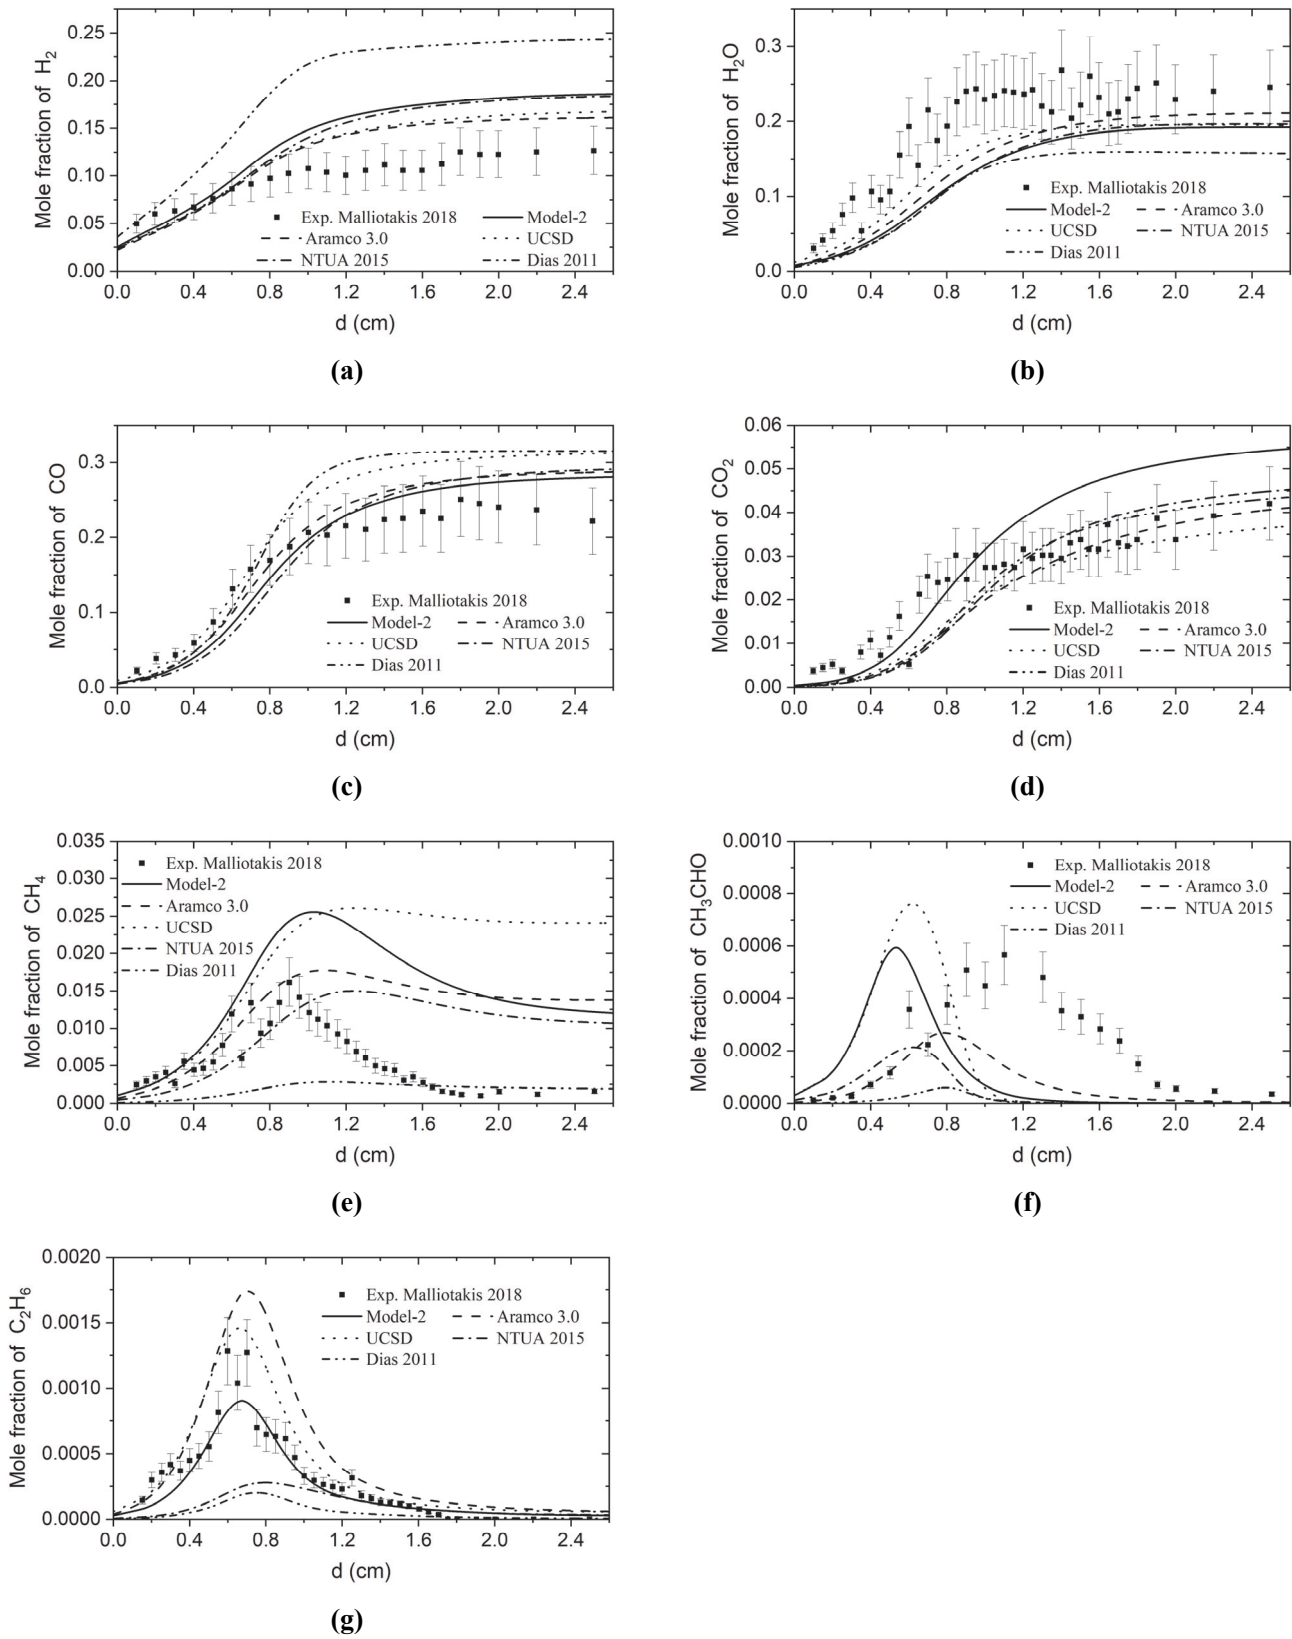 Mole fraction of H2
0.25
0.20
0.15
0.10
0.05
0.00
Exp. Malliotakis 2018
Model-2
Aramco 3.0
UCSD
NTUA 2015
Dias 2011
0.0 0.4 0.8 1.2 1.6 2.0 2.4
d (cm)
(a)
Mole fraction of H2O
0.3
0.2
0.1
0.0
Exp. Malliotakis 2018
Model-2
Aramco 3.0
UCSD
NTUA 2015
Dias 2011
0.0 0.4 0.8 1.2 1.6 2.0 2.4
d (cm)
(b)
Mole fraction of CO
0.3
0.2
0.1
0.0
Exp. Malliotakis 2018
Model-2
Aramco 3.0
UCSD
NTUA 2015
Dias 2011
0.0 0.4 0.8 1.2 1.6 2.0 2.4
d (cm)
(c)
Mole fraction of CO2
0.06
0.05
0.04
0.03
0.02
0.01
0.00
Exp. Malliotakis 2018
Model-2
Aramco 3.0
UCSD
NTUA 2015
Dias 2011
0.0 0.4 0.8 1.2 1.6 2.0 2.4
d (cm)
(d)
Mole fraction of CH4
0.035
0.030
0.025
0.020
0.015
0.010
0.005
0.000
Exp. Malliotakis 2018
Model-2
Aramco 3.0
UCSD
NTUA 2015
Dias 2011
0.0 0.4 0.8 1.2 1.6 2.0 2.4
d (cm)
(e)
Mole fraction of CH3CHO
0.0010
0.0008
0.0006
0.0004
0.0002
0.0000
Exp. Malliotakis 2018
Model-2
Aramco 3.0
UCSD
NTUA 2015
Dias 2011
0.0 0.4 0.8 1.2 1.6 2.0 2.4
d (cm)
(f)
Mole fraction of C2H6
0.0020
0.0015
0.0010
0.0005
0.0000
Exp. Malliotakis 2018
Model-2
Aramco 3.0
UCSD
NTUA 2015
Dias 2011
0.0 0.4 0.8 1.2 1.6 2.0 2.4
d (cm)
(g)